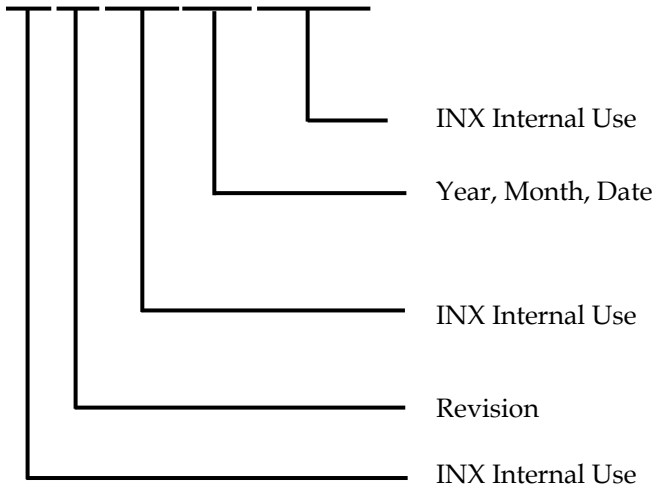 INX Internal Use
Year, Month, Date
INX Internal Use
Revision
INX Internal Use